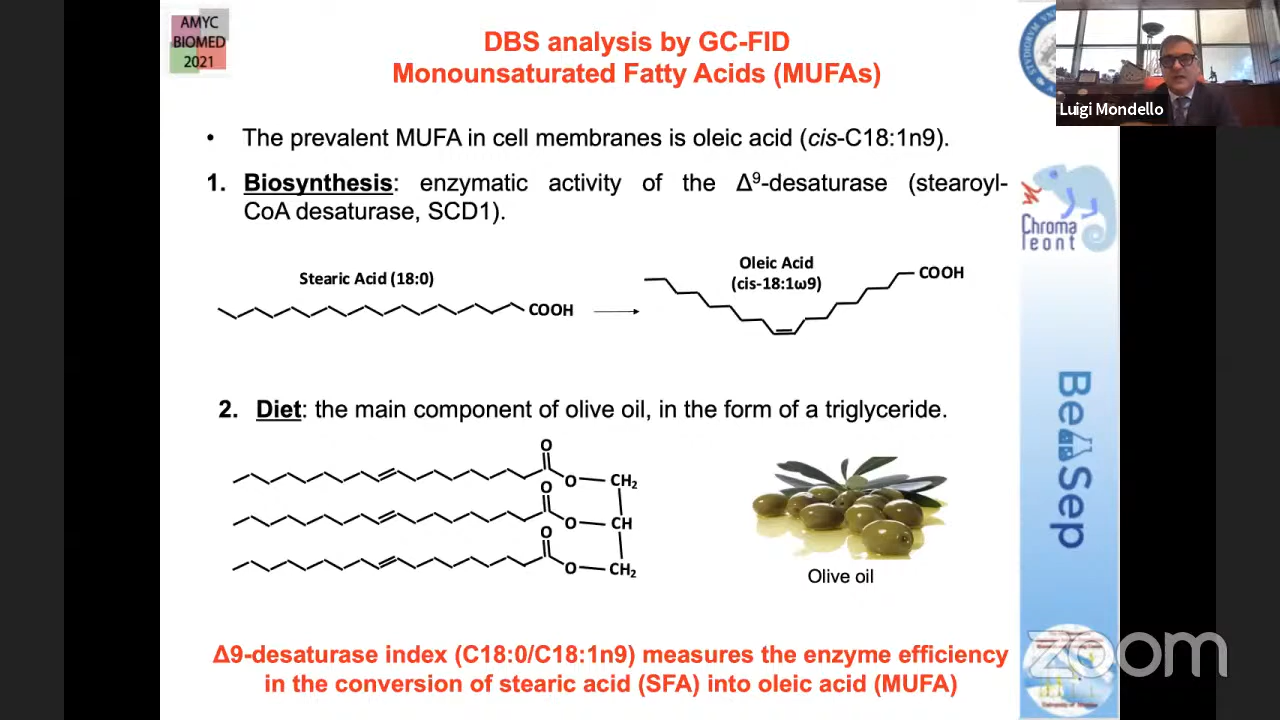 AMYC
BIOMED
2021
DBS analysis by GC-FID
Monounsaturated Fatty Acids (MUFAs)
Luigi Mondello
• The prevalent MUFA in cell membranes is oleic acid (cis-C18:1n9).
1. Biosynthesis: enzymatic activity of the Δ⁹-desaturase (stearoyl-
CoA desaturase, SCD1).
Chroma
leont
Stearic Acid (18:0)
COOH
Oleic Acid
(cis-18:1ω9)
COOH
2. Diet: the main component of olive oil, in the form of a triglyceride.
O
O
CH₂
O
O
CH
O
O
CH₂
Olive oil
BeSep
Δ9-desaturase index (C18:0/C18:1n9) measures the enzyme efficiency
in the conversion of stearic acid (SFA) into oleic acid (MUFA)
zoom